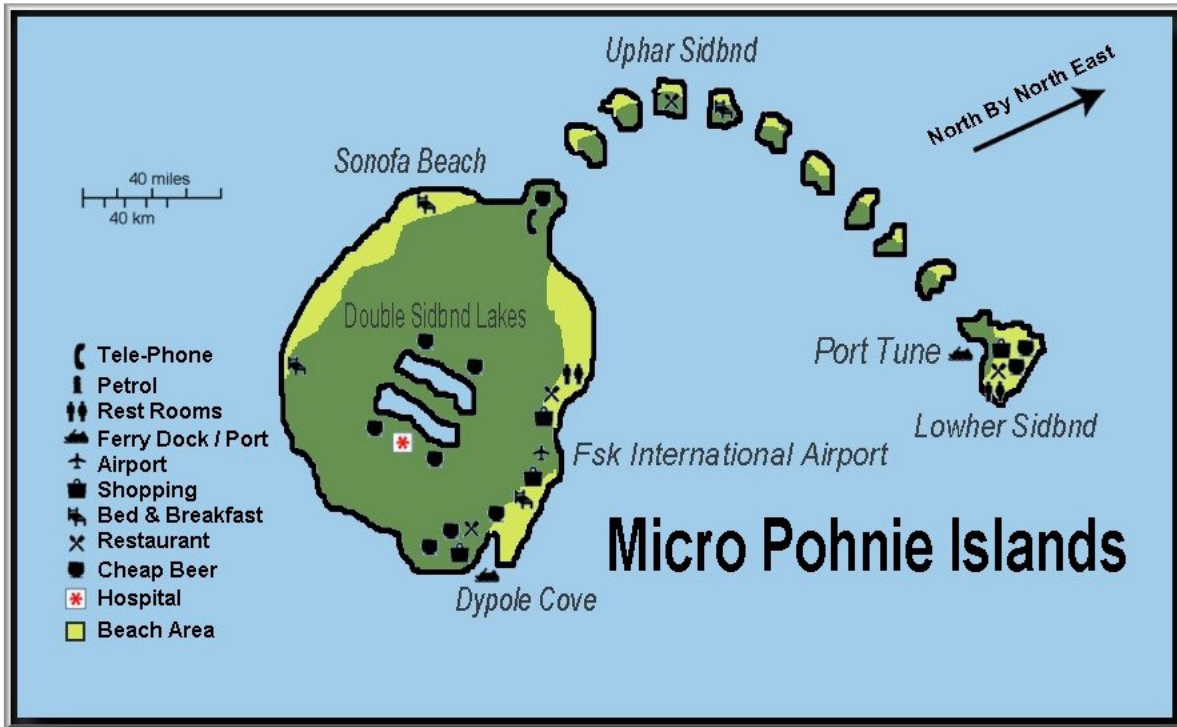 Uphar Sidbnd
North By North East
Sonofa Beach
40 miles
40 km
Double Sidbnd Lakes
Port Tune
Lowher Sidbnd
Fsk International Airport
Micro Pohnie Islands
Dypole Cove
Tele-Phone
Petrol
Rest Rooms
Ferry Dock / Port
Airport
Shopping
Bed & Breakfast
Restaurant
Cheap Beer
Hospital
Beach Area